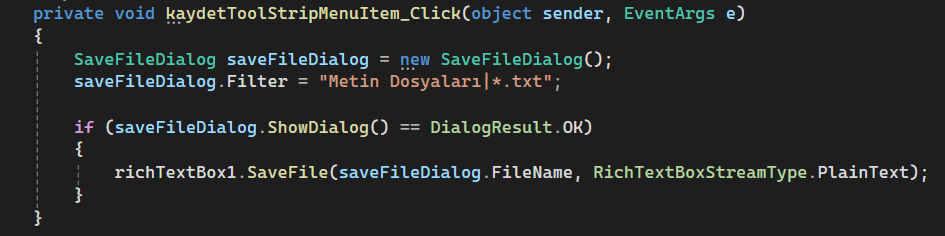 private void kaydetToolStripMenuItem_Click(object sender, EventArgs e)
{
SaveFileDialog saveFileDialog = new SaveFileDialog();
saveFileDialog.Filter = "Metin Dosyaları|*.txt";
if (saveFileDialog.ShowDialog() == DialogResult.OK)
{
richTextBox1.SaveFile(saveFileDialog.FileName, RichTextBoxStreamType.PlainText);
}
}